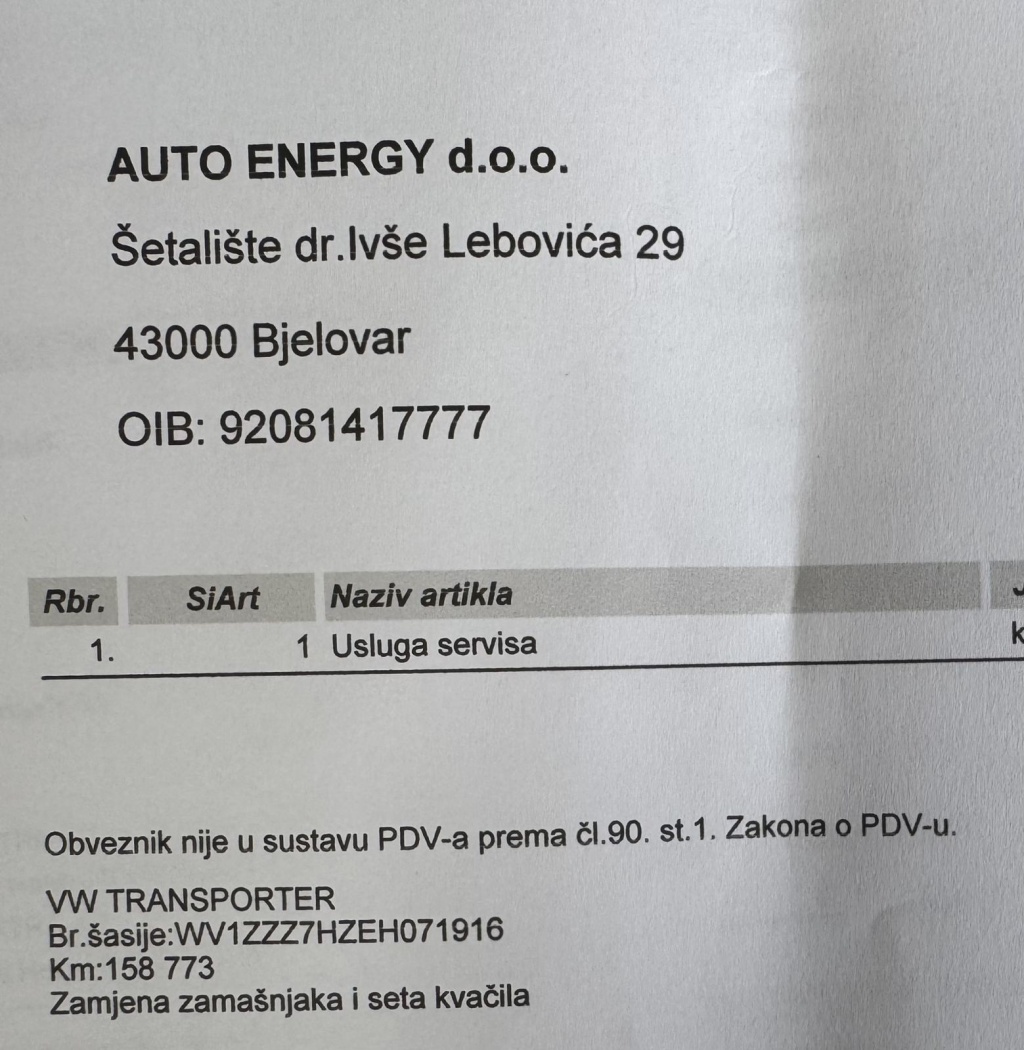 AUTO ENERGY d.o.o.
Šetalište dr.Ivše Lebovića 29
43000 Bjelovar
OIB: 92081417777
Rbr. SiArt Naziv artikla
1. 1 Usluga servisa
Obveznik nije u sustavu PDV-a prema čl.90. st.1. Zakona o PDV-u.
VW TRANSPORTER
Br.šasije:WV1ZZZ7HZEH071916
Km:158 773
Zamjena zamašnjaka i seta kvačila